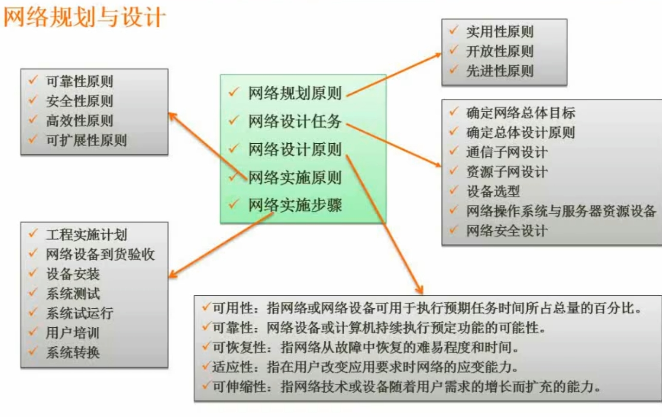 网络规划与设计
实用性原则
开放性原则
先进性原则
可靠性原则
安全性原则
高效性原则
可扩展性原则
网络规划原则
网络设计任务
网络设计原则
网络实施原则
网络实施步骤
确定网络总体目标
确定总体设计原则
通信子网设计
资源子网设计
设备选型
网络操作系统与服务器资源设备
网络安全设计
工程实施计划
网络设备到货验收
设备安装
系统测试
系统试运行
用户培训
系统转换
可用性：指网络或网络设备可用于执行预期任务时间所占总量的百分比。
可靠性：网络设备或计算机持续执行预定功能的可能性。
可恢复性：指网络从故障中恢复的难易程度和时间。
适应性：指在用户改变应用要求时网络的应变能力。
可伸缩性：指网络技术或设备随着用户需求的增长而扩充的能力。